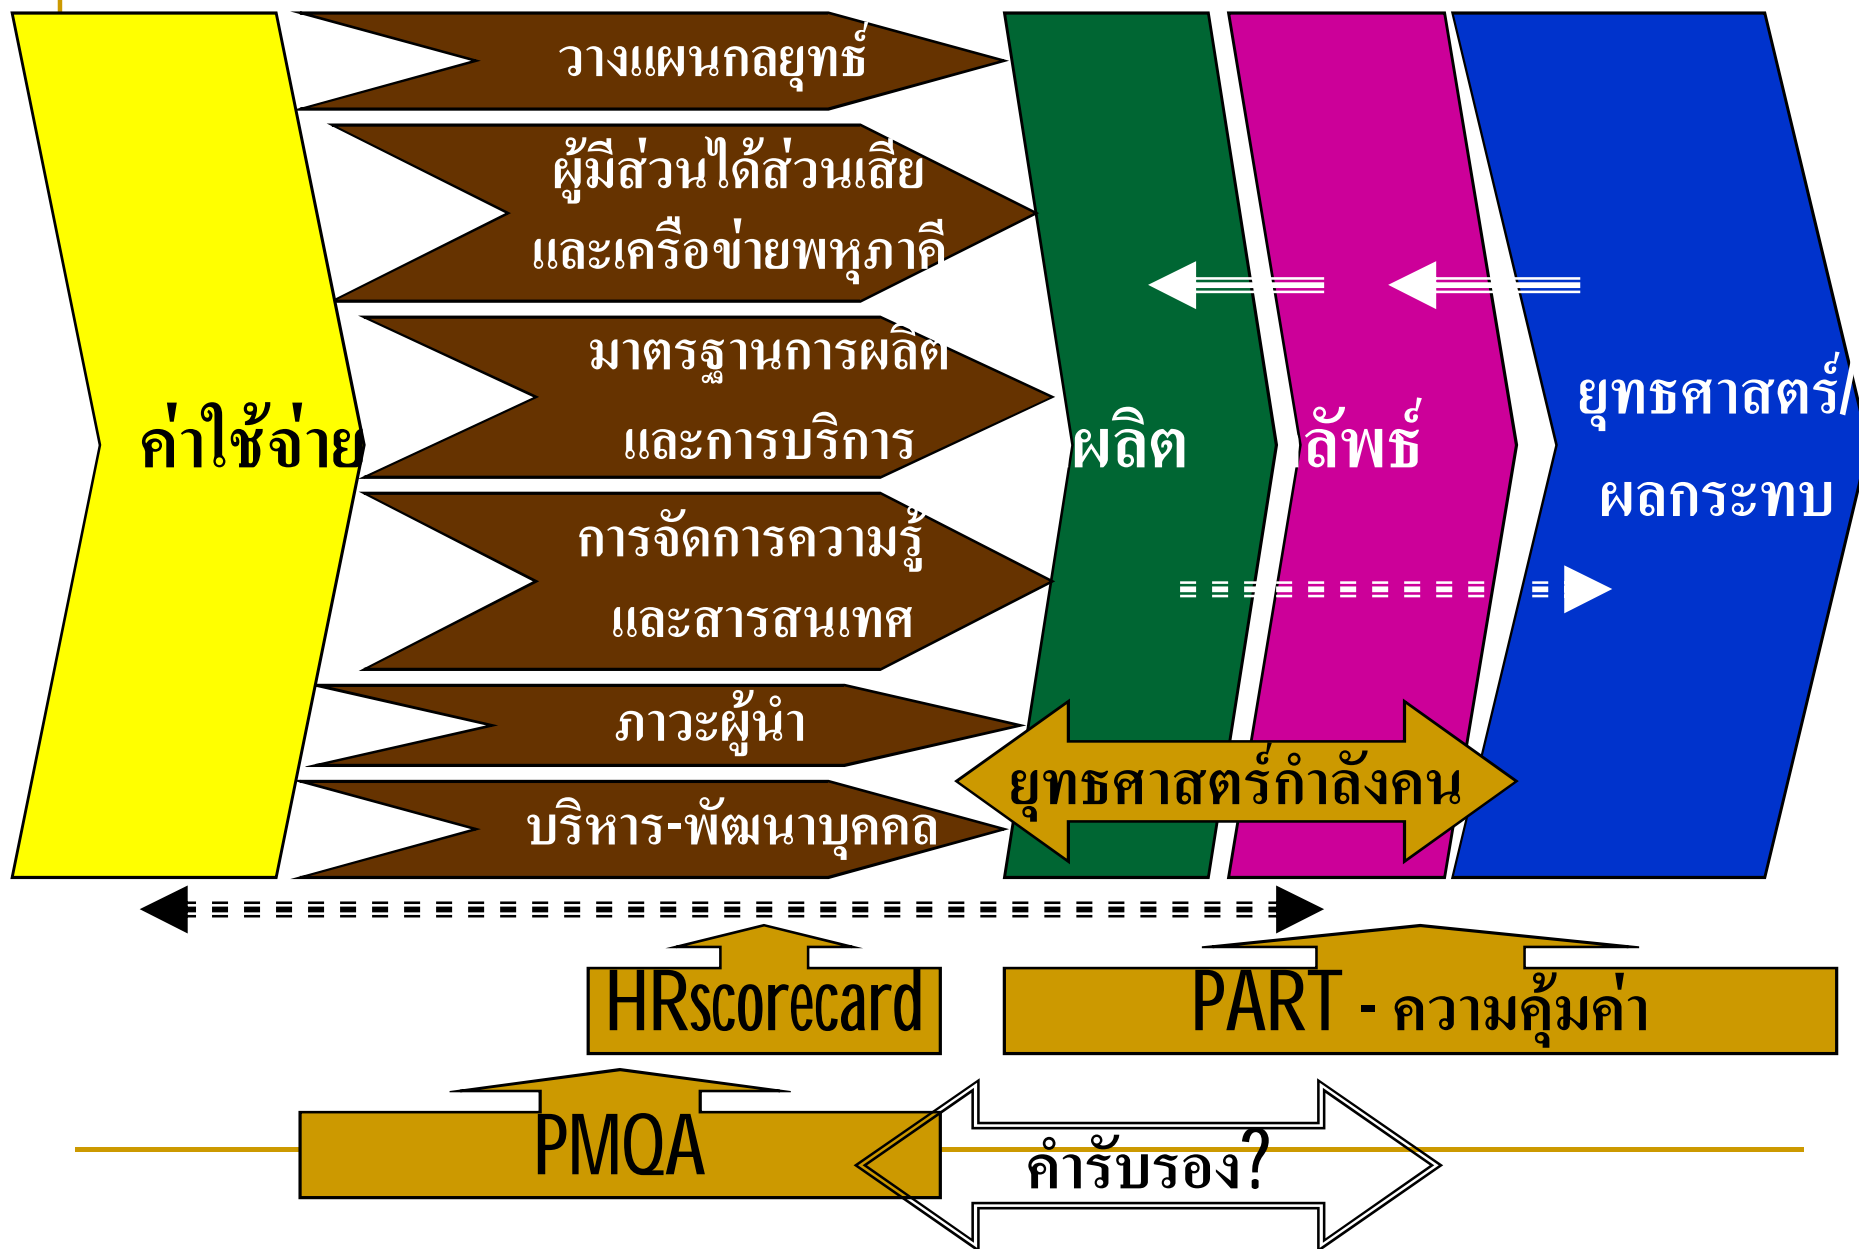 วางแผนกลยุทธ์
ผู้มีส่วนได้ส่วนเสีย
และเครือข่ายพหุภาคี
มาตรฐานการผลิต
และการบริการ
การจัดการความรู้
และสารสนเทศ
ภาวะผู้นำ
บริหาร-พัฒนาบุคคล
ค่าใช้จ่าย
ผลิต
ลัพธ์
ยุทธศาสตร์/
ผลกระทบ
ยุทธศาสตร์กำลังคน
HRscorecard
PART - ความคุ้มค่า
PMQA
คำรับรอง?